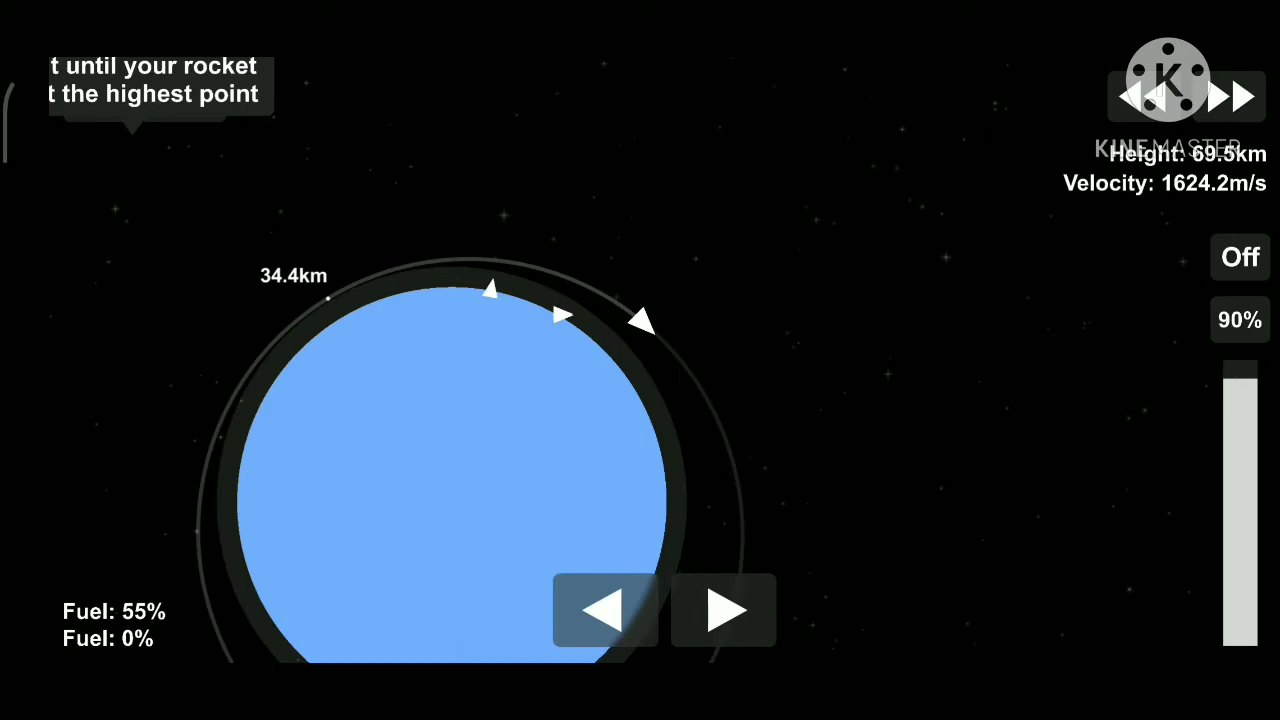 t until your rocket
t the highest point
K
KINEMASTER
Height: 69.5km
Velocity: 1624.2m/s
Off
34.4km
90%
Fuel: 55%
Fuel: 0%